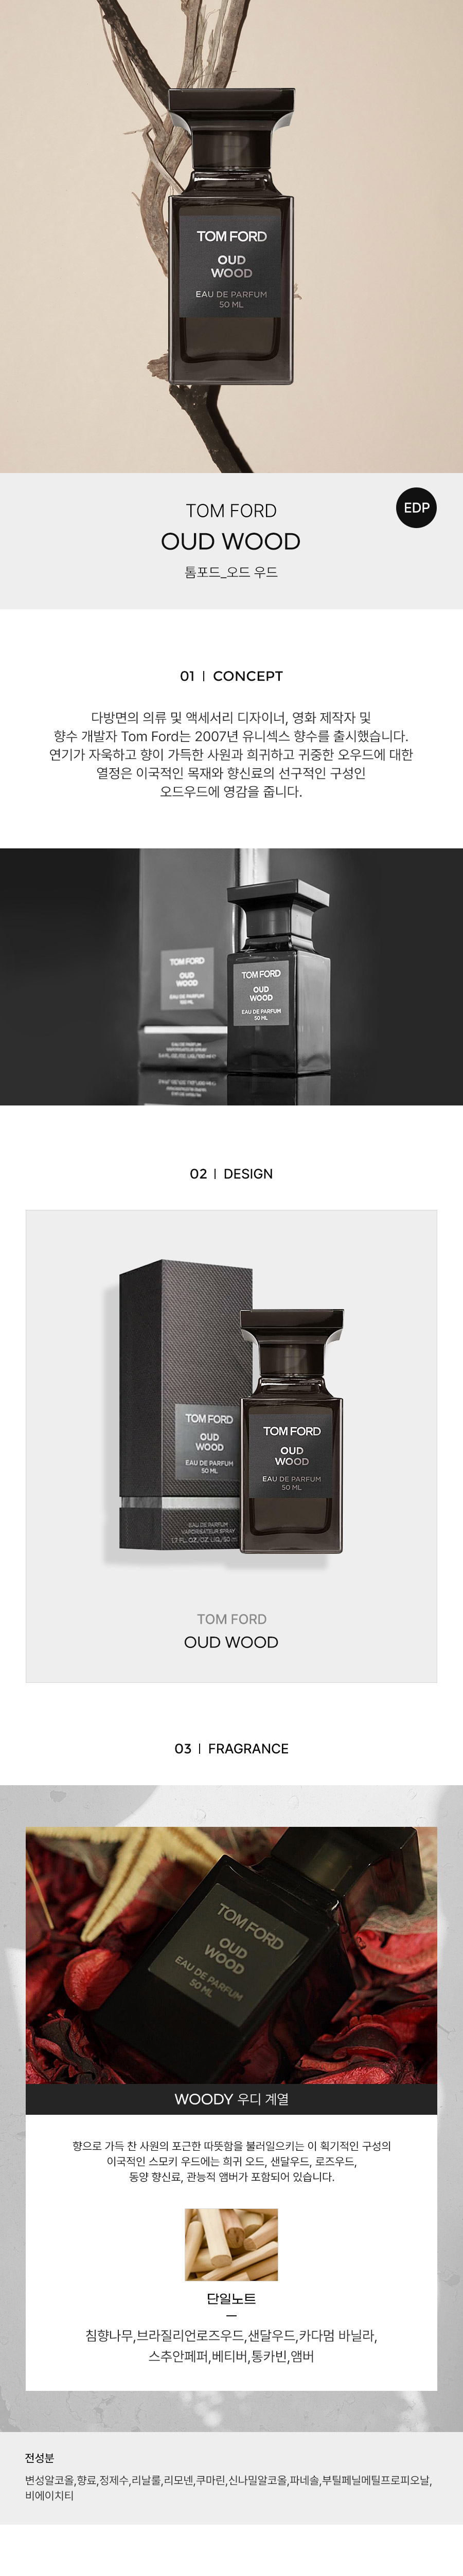 TOM FORD
OUD
WOOD
EAU DE PARFUM
50 ML
EDP
TOM FORD
OUD WOOD
톰포드_오드 우드
01 | CONCEPT
다방면의 의류 및 액세서리 디자이너, 영화 제작자 및
향수 개발자 Tom Ford는 2007년 유니섹스 향수를 출시했습니다.
연기가 자욱하고 향이 가득한 사원과 희귀하고 귀중한 오우드에 대한
열정은 이국적인 목재와 향신료의 선구적인 구성인
오드우드에 영감을 줍니다.
TOM FORD
OUD
WOOD
EAU DE PARFUM
50 ML
TOM FORD
OUD
WOOD
EAU DE PARFUM
50 ML
02 | DESIGN
TOM FORD
OUD
WOOD
EAU DE PARFUM
50 ML
EAU DE PARFUM
VAPORISATEUR SPRAY
TOM FORD
OUD
WOOD
EAU DE PARFUM
50 ML
TOM FORD
OUD WOOD
03 | FRAGRANCE
TOM FORD
OUD
WOOD
EAU DE PARFUM
50 ML
WOODY 우디 계열
향으로 가득 찬 사원의 포근한 따뜻함을 불러일으키는 이 획기적인 구성의
이국적인 스모키 우드에는 희귀 오드, 샌달우드, 로즈우드,
동양 향신료, 관능적 앰버가 포함되어 있습니다.
단일노트
침향나무,브라질리언로즈우드,샌달우드,카다멈 바닐라,
스추안페퍼,베티버,통카빈,앰버
전성분
변성알코올,향료,정제수,리날룰,리모넨,쿠마린,신나밀알코올,파네솔,부틸페닐메틸프로피오날,
비에이치티